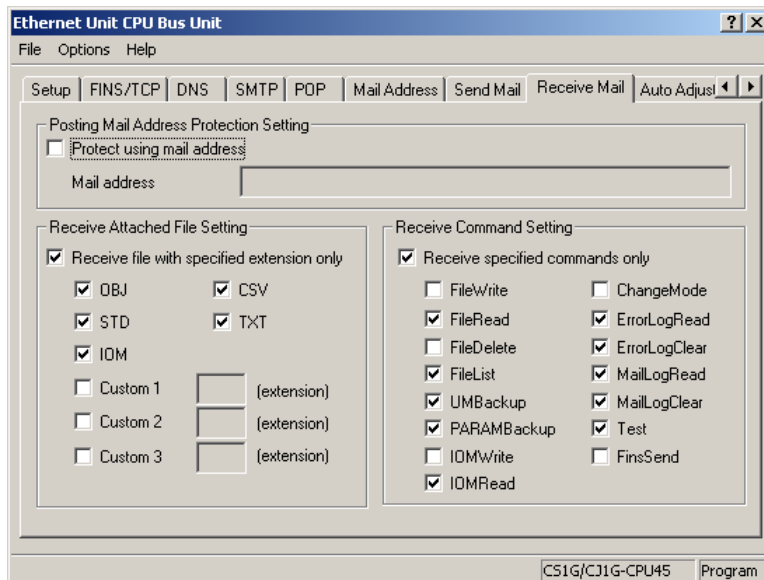 Ethernet Unit CPU Bus Unit
File Options Help
Setup FINS/TCP DNS SMTP POP Mail Address Send Mail Receive Mail Auto Adjust
Posting Mail Address Protection Setting
Protect using mail address
Mail address
Receive Attached File Setting
Receive file with specified extension only
OBJ CSV
STD TXT
IOM
Custom 1 (extension)
Custom 2 (extension)
Custom 3 (extension)
Receive Command Setting
Receive specified commands only
FileWrite ChangeMode
FileRead ErrorLogRead
FileDelete ErrorLogClear
FileList MailLogRead
UMBackup MailLogClear
PARAMBackup Test
IOMWrite FinsSend
IOMRead
CS1G/CJ1G-CPU45 Program